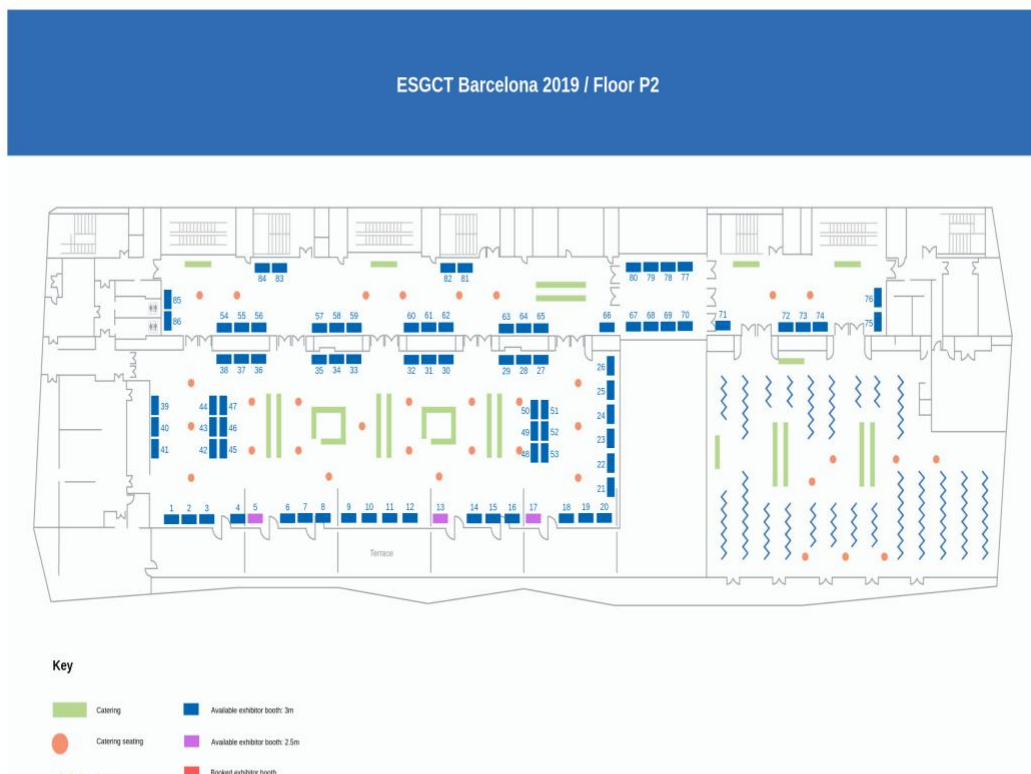 ESGCT Barcelona 2019 / Floor P2
84 83 82 81 80 79 78 77
85 76
86 54 55 56 57 58 59 60 61 62 63 64 65 66 67 68 69 70 71 72 73 74 75
38 37 36 35 34 33 32 31 30 29 28 27 26
25
39 44 47 50 51 24
40 43 46 49 52 23
41 42 45 48 53 22
21
1 2 3 4 5 6 7 8 9 10 11 12 13 14 15 16 17 18 19 20
Terrace
Key
Catering Available exhibitor booth: 3m
Catering seating Available exhibitor booth: 2.5m
Booked exhibitor booth